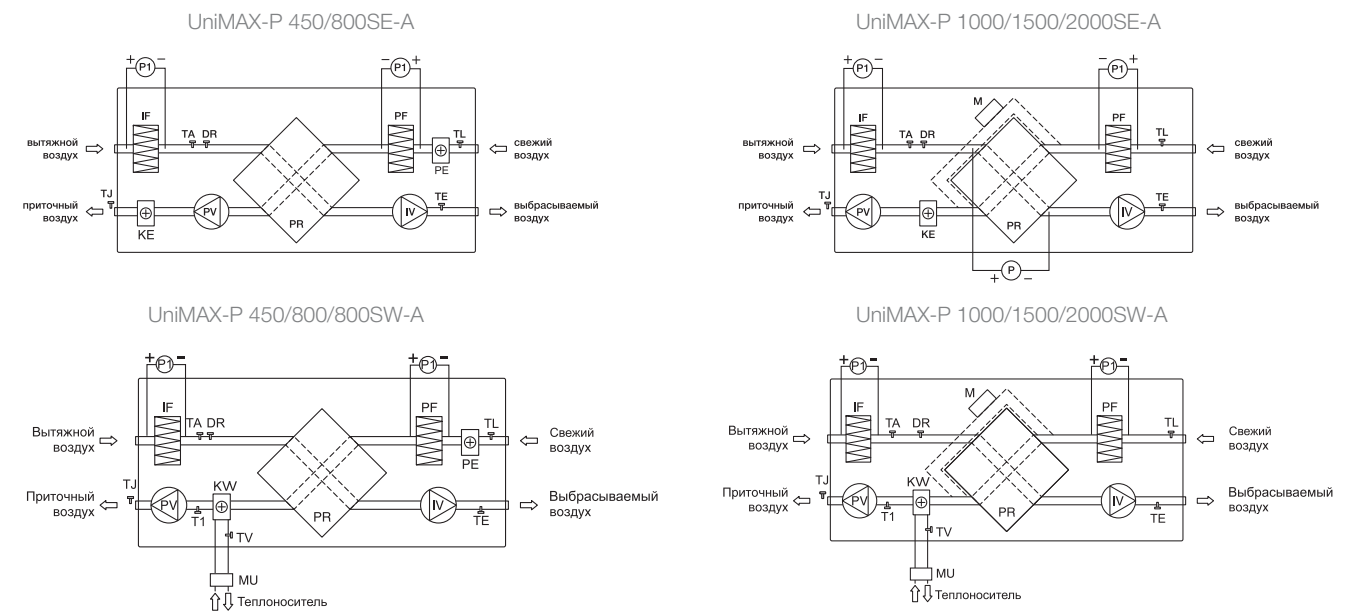 UniMAX-P 450/800SE-A
+ P1 −
− P1 +
IF
PF
TA DR
TL
вытяжной
воздух
свежий
воздух
PE
TJ
TE
приточный
воздух
PV
IV
выбрасываемый
воздух
KE
PR
UniMAX-P 1000/1500/2000SE-A
+ P1 −
− P1 +
M
IF
PF
TA DR
TL
вытяжной
воздух
свежий
воздух
TJ
TE
приточный
воздух
PV
IV
выбрасываемый
воздух
KE
PR
+ P −
UniMAX-P 450/800/800SW-A
+ P1 -
+ P1 -
IF
PF
TA DR
TL
Вытяжной
воздух
Свежий
воздух
PE
TJ
KW
Приточный
воздух
PV
IV
Выбрасываемый
воздух
T1
PR
TE
TV
MU
Теплоноситель
UniMAX-P 1000/1500/2000SW-A
+ P1 -
+ P1 -
M
IF
PF
TA DR
TL
Вытяжной
воздух
Свежий
воздух
TJ
KW
Приточный
воздух
PV
IV
Выбрасываемый
воздух
T1
PR
TE
TV
MU
Теплоноситель